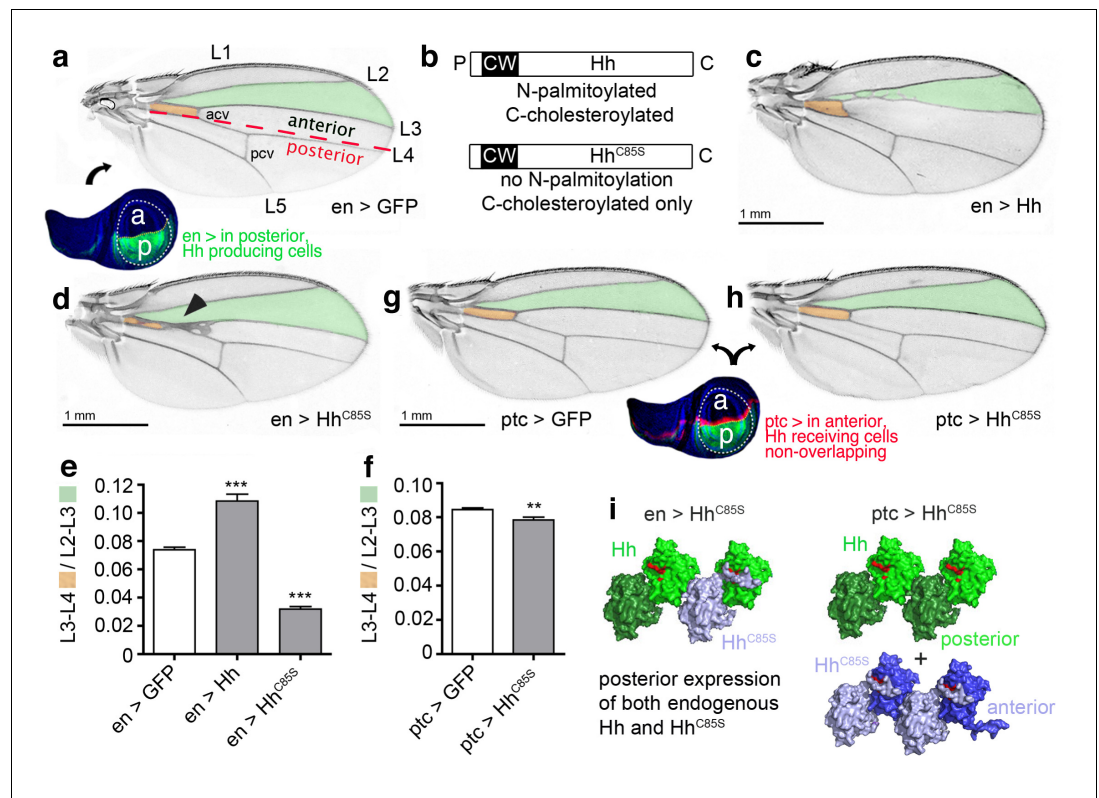 a
L1
L2
acv
anterior
L3
posterior
L4
pcv
L5
en > GFP
a
p
en > in posterior,
Hh producing cells
b
P CW Hh C
N-palmitoylated
C-cholesteroylated
CW Hh^C85S C
no N-palmitoylation
C-cholesteroylated only
c
1 mm
en > Hh
d
1 mm
en > Hh^C85S
g
1 mm
ptc > GFP
h
1 mm
ptc > Hh^C85S
a
p
ptc > in anterior,
Hh receiving cells
non-overlapping
e
L3-L4 / L2-L3
0.12
0.10
0.08
0.06
0.04
0.02
0
***
***
en > GFP
en > Hh
en > Hh^C85S
f
L3-L4 / L2-L3
0.10
0.08
0.06
0.04
0.02
0
**
ptc > GFP
ptc > Hh^C85S
i
en > Hh^C85S
ptc > Hh^C85S
Hh
Hh^C85S
posterior expression
of both endogenous
Hh and Hh^C85S
Hh
posterior
+
Hh^C85S
anterior